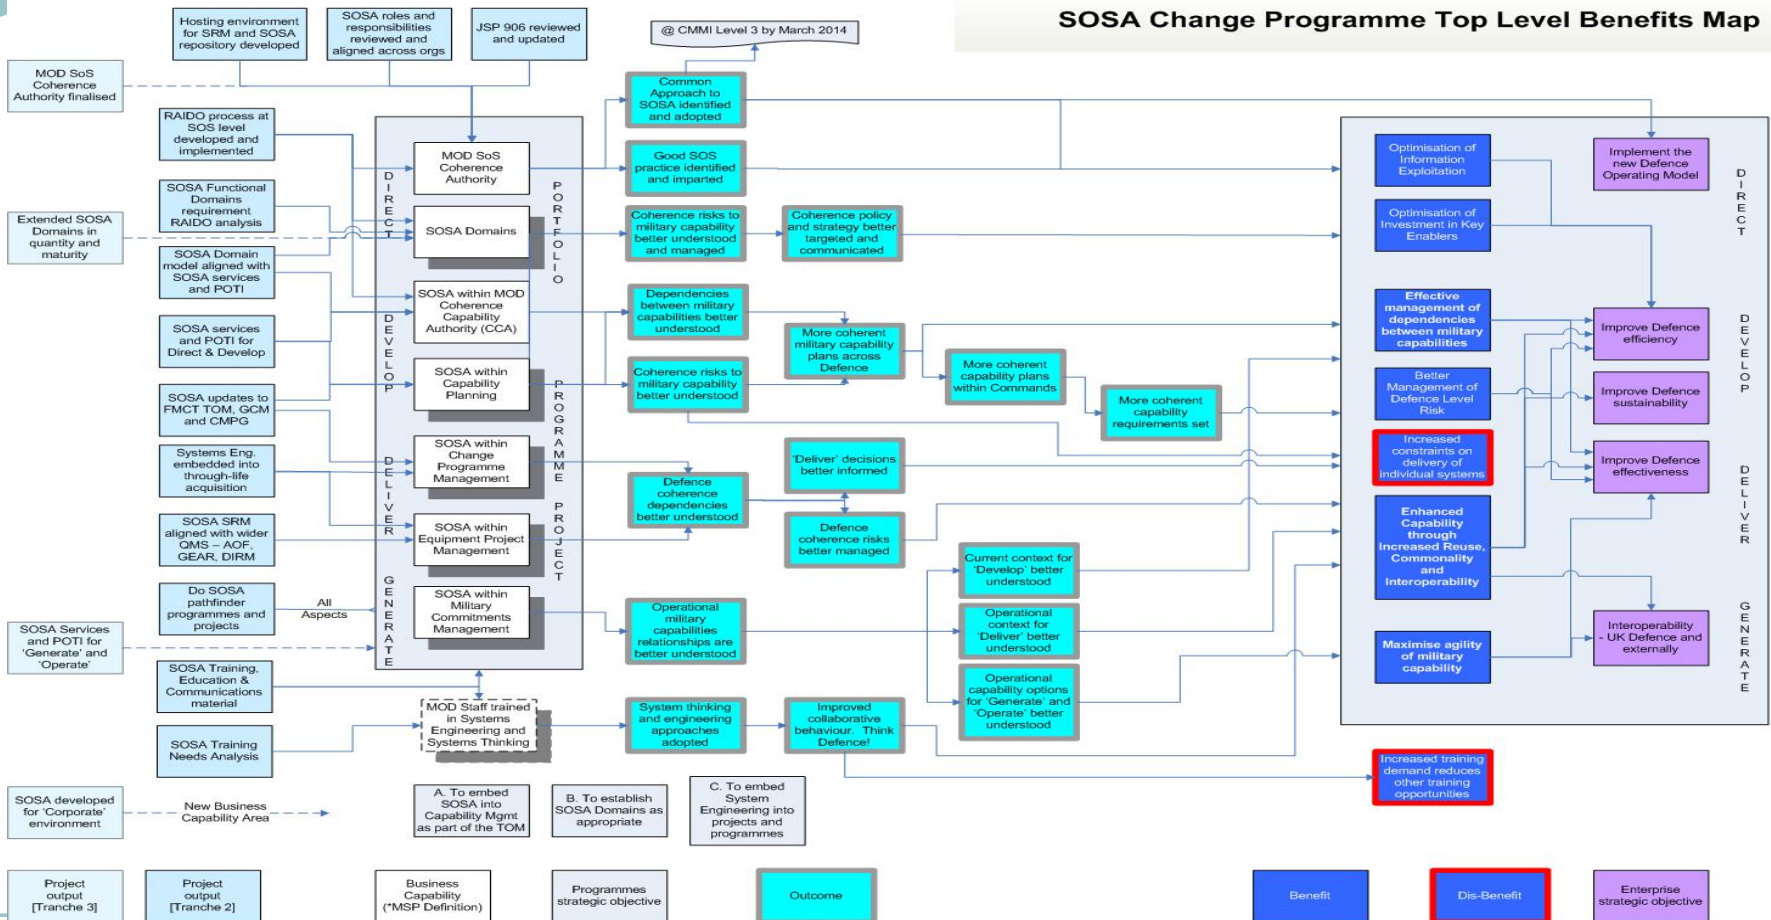 SOSA Change Programme Top Level Benefits Map
Hosting environment
for SRM and SOSA
repository developed
SOSA roles and
responsibilities
reviewed and
aligned across orgs
JSP 906 reviewed
and updated
@ CMMI Level 3 by March 2014
MOD SoS
Coherence
Authority finalised
RAIDO process at
SOS level
developed and
implemented
SOSA Functional
Domains
requirement
RAIDO analysis
Extended SOSA
Domains in
quantity and
maturity
SOSA Domain
model aligned with
SOSA services
and POTI
SOSA services
and POTI for
Direct & Develop
SOSA updates to
FMCT TOM, GCM
and CMPG
Systems Eng.
embedded into
through-life
acquisition
SOSA SRM
aligned with wider
QMS – AOF,
GEAR, DIRM
Do SOSA
pathfinder
programmes and
projects
All
Aspects
SOSA Services
and POTI for
'Generate' and
'Operate'
SOSA Training,
Education &
Communications
material
SOSA Training
Needs Analysis
SOSA developed
for 'Corporate'
environment
New Business
Capability Area
DIRECT
DEVELOP
DELIVER
GENERATE
PORTFOLIO
PROGRAMME
PROJECT
MOD SoS
Coherence
Authority
SOSA Domains
SOSA within MOD
Coherence
Capability
Authority (CCA)
SOSA within
Capability
Planning
SOSA within
Change
Programme
Management
SOSA within
Equipment Project
Management
SOSA within
Military
Commitments
Management
MOD Staff trained
in Systems
Engineering and
Systems Thinking
Common
Approach to
SOSA identified
and adopted
Good SOS
practice identified
and imparted
Coherence risks to
military capability
better understood
and managed
Coherence policy
and strategy better
targeted and
communicated
Dependencies
between military
capabilities better
understood
More coherent
military capability
plans across
Defence
Coherence risks to
military capability
better understood
More coherent
capability plans
within Commands
More coherent
capability
requirements set
'Deliver' decisions
better informed
Defence
coherence
dependencies
better understood
Defence
coherence risks
better managed
Current context for
'Develop' better
understood
Operational
military
capabilities
relationships are
better understood
Operational
context for
'Deliver' better
understood
Operational
capability options
for 'Generate' and
'Operate' better
understood
System thinking
and engineering
approaches
adopted
Improved
collaborative
behaviour. Think
Defence!
Optimisation of
Information
Exploitation
Optimisation of
Investment in Key
Enablers
Effective
management of
dependencies
between military
capabilities
Better
Management of
Defence Level
Risk
Increased
constraints on
delivery of
individual systems
Enhanced
Capability
through
Increased Reuse,
Commonality
and
Interoperability
Maximise agility
of military
capability
Increased training
demand reduces
other training
opportunities
Implement the
new Defence
Operating Model
Improve Defence
efficiency
Improve Defence
sustainability
Improve Defence
effectiveness
Interoperability
- UK Defence and
externally
DIRECT
DEVELOP
DELIVER
GENERATE
A. To embed
SOSA into
Capability Mgmt
as part of the TOM
B. To establish
SOSA Domains as
appropriate
C. To embed
System
Engineering into
projects and
programmes
Project
output
[Tranche 3]
Project
output
[Tranche 2]
Business
Capability
(*MSP Definition)
Programmes
strategic objective
Outcome
Benefit
Dis-Benefit
Enterprise
strategic objective